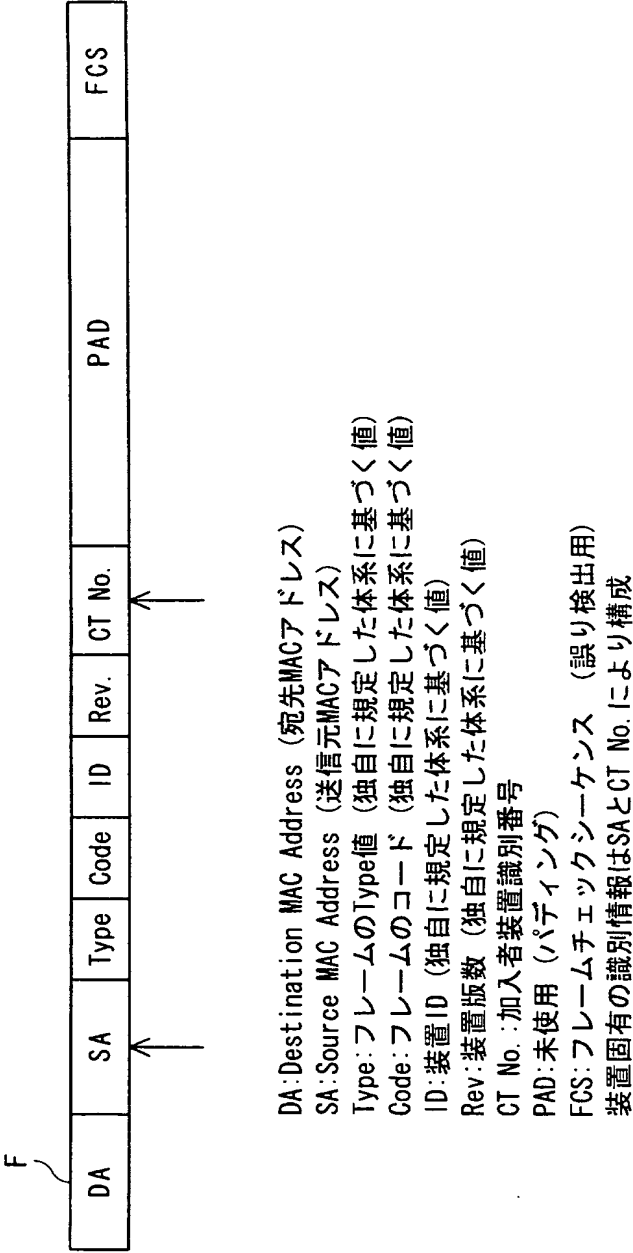 F
DA SA Type Code ID Rev. CT No. PAD FCS
DA:Destination MAC Address (宛先MACアドレス)
SA:Source MAC Address (送信元MACアドレス)
Type:フレームのType値 (独自に規定した体系に基づく値)
Code:フレームのコード (独自に規定した体系に基づく値)
ID:装置ID (独自に規定した体系に基づく値)
Rev:装置版数 (独自に規定した体系に基づく値)
CT No.:加入者装置識別番号
PAD:未使用 (パディング)
FCS:フレームチェックシーケンス (誤り検出用)
装置固有の識別情報はSAとCT No.により構成